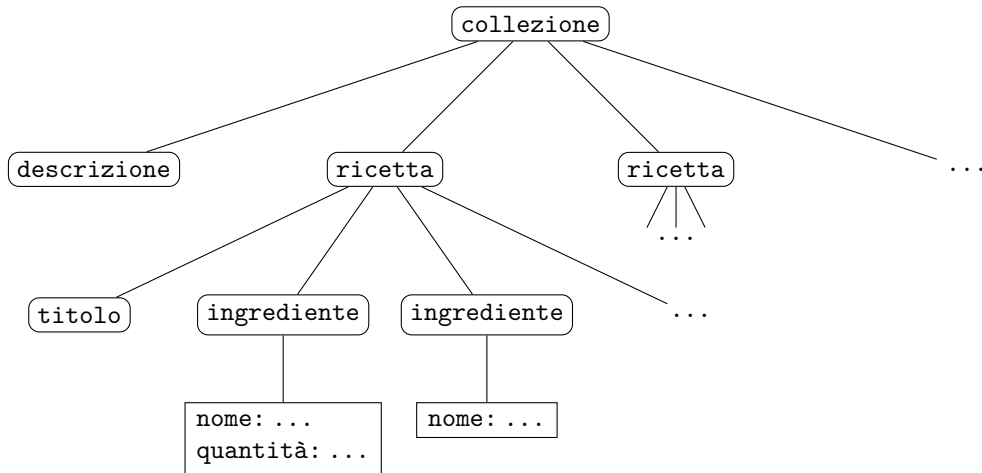 collezione
descrizione
ricetta
ricetta
...
...
titolo
ingrediente
ingrediente
...
nome: ...
quantità: ...
nome: ...